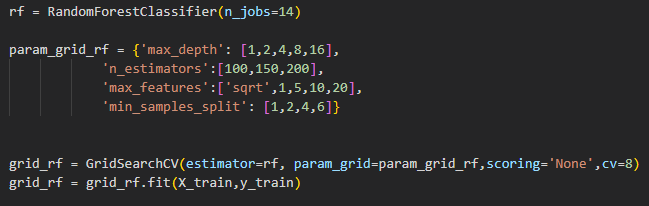 rf = RandomForestClassifier(n_jobs=14)
param_grid_rf = {'max_depth': [1,2,4,8,16],
'n_estimators':[100,150,200],
'max_features':['sqrt',1,5,10,20],
'min_samples_split': [1,2,4,6]}
grid_rf = GridSearchCV(estimator=rf, param_grid=param_grid_rf,scoring='None',cv=8)
grid_rf = grid_rf.fit(X_train,y_train)